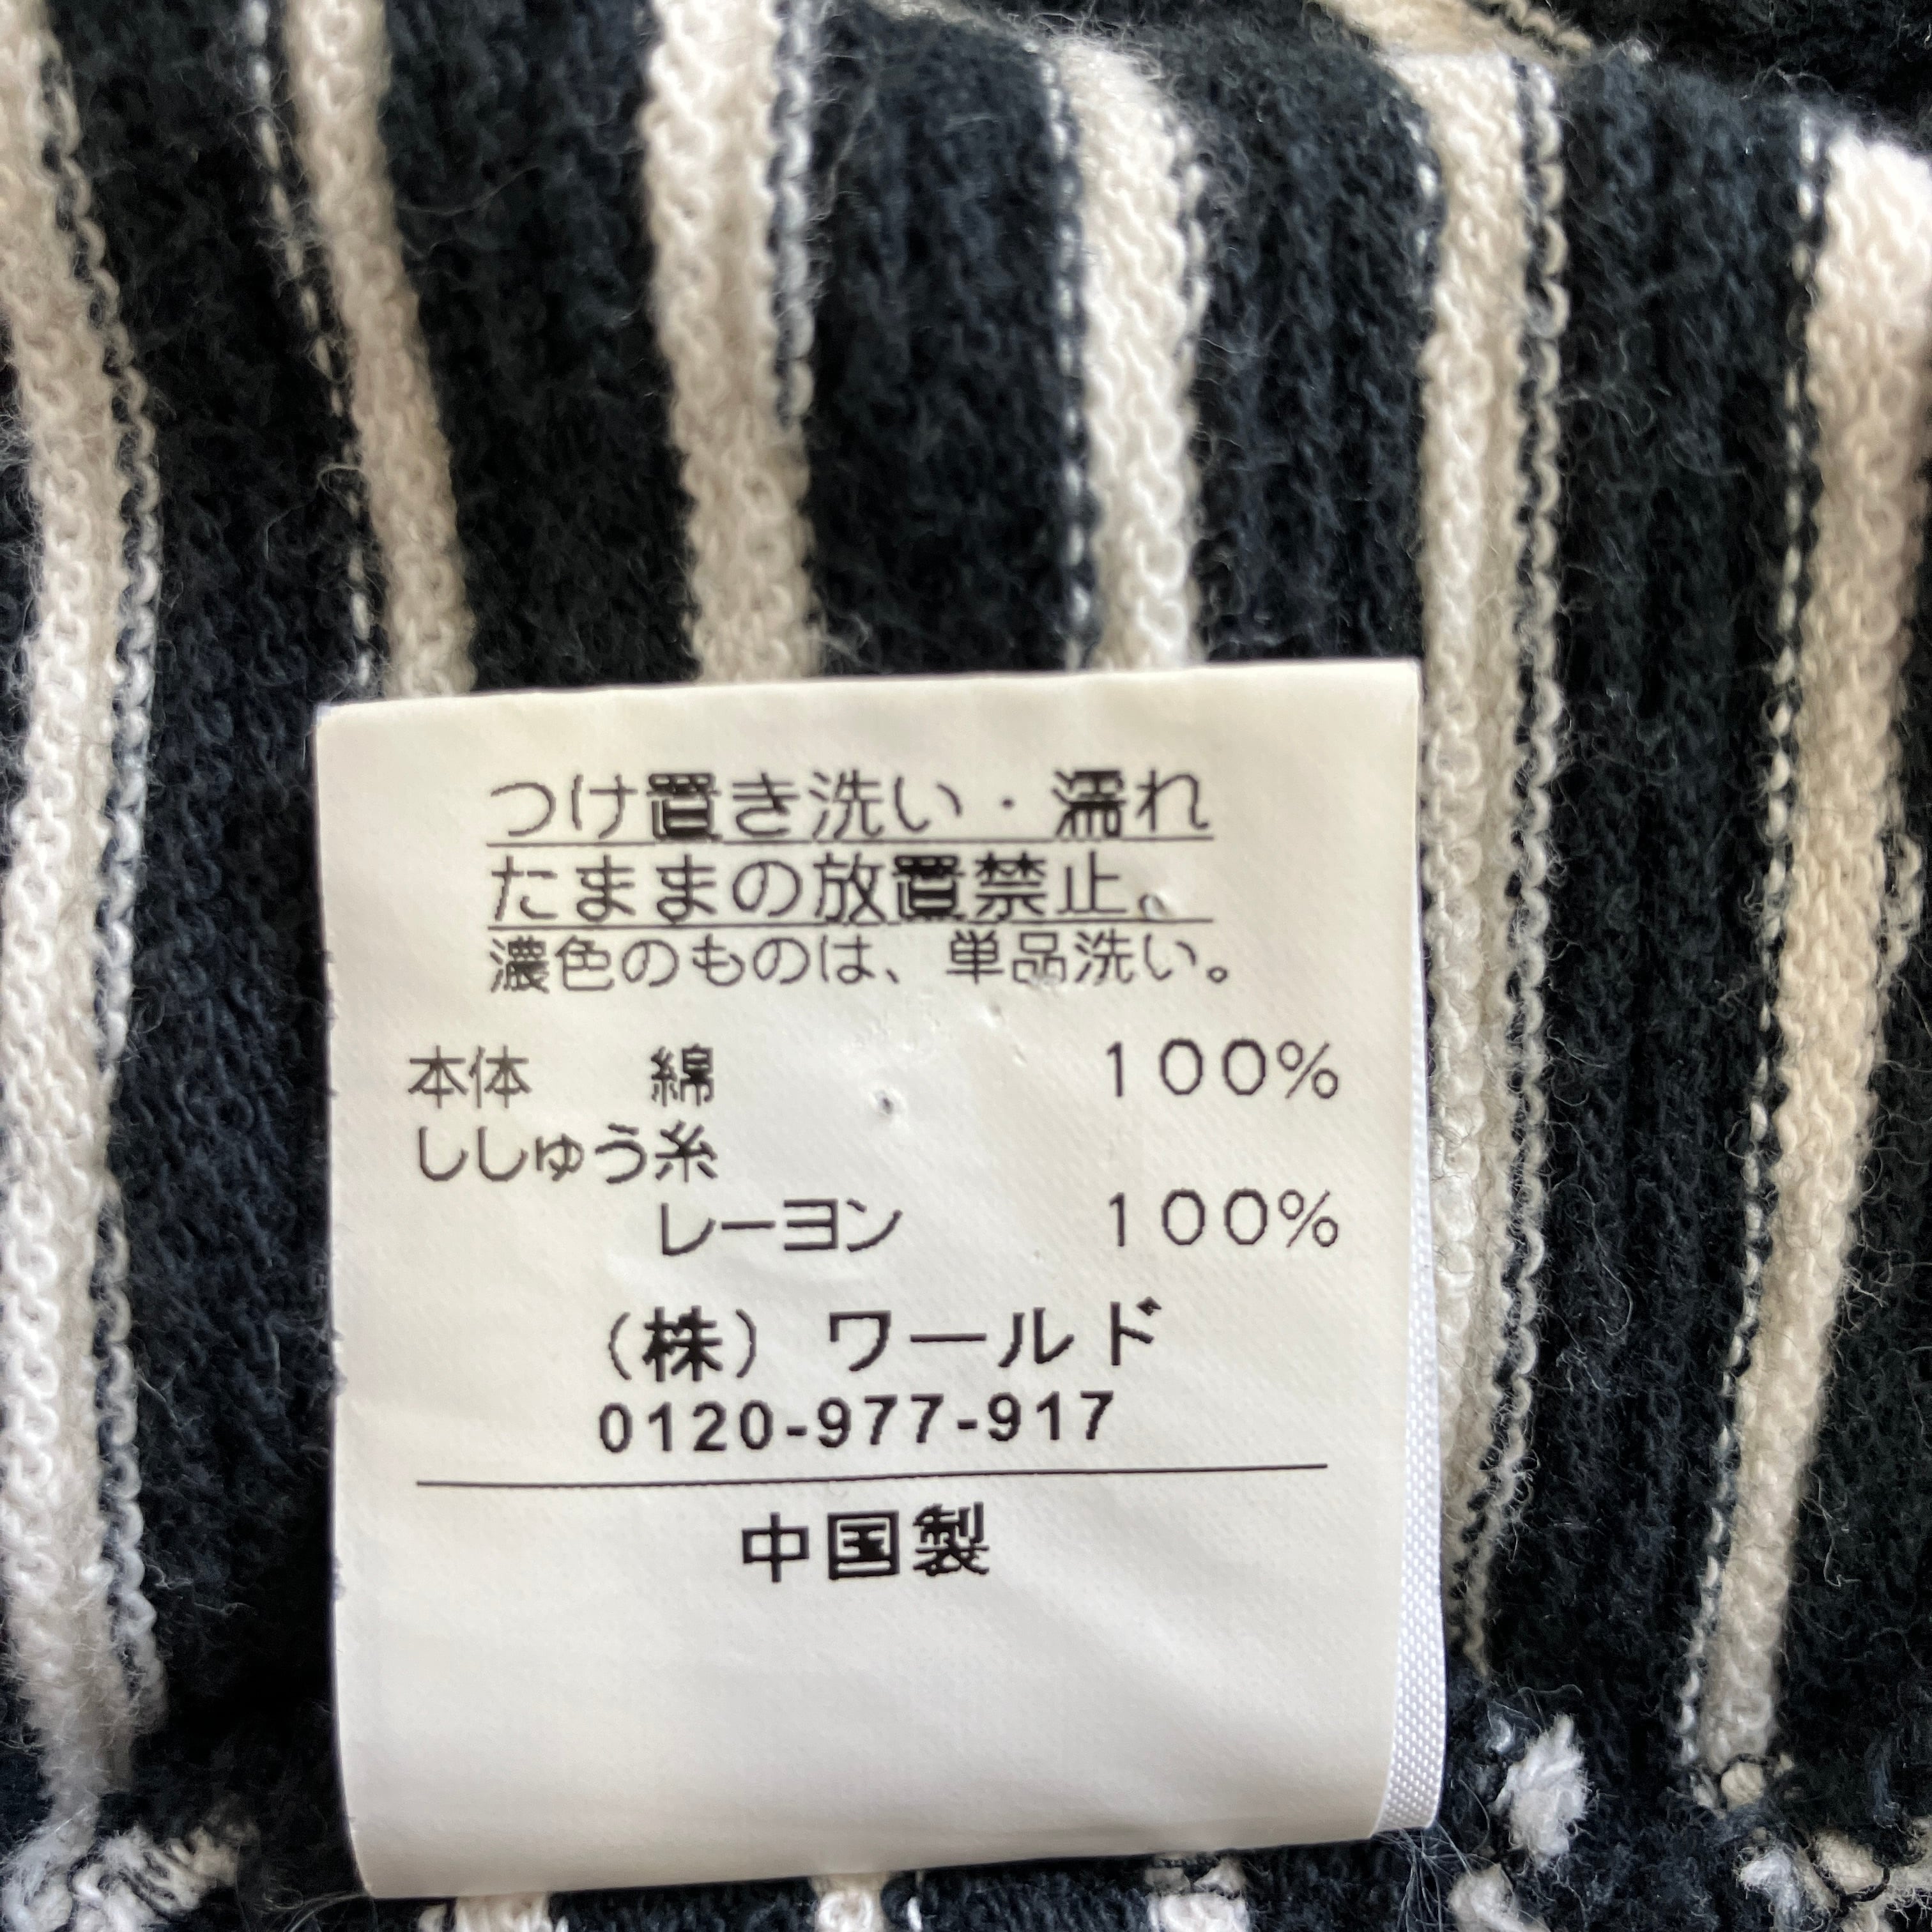 つけ置き洗い・濡れ
たままの放置禁止。
濃色のものは、単品洗い。
本体 綿 100%
ししゅう糸
レーヨン 100%
(株) ワールド
0120-977-917
中国製